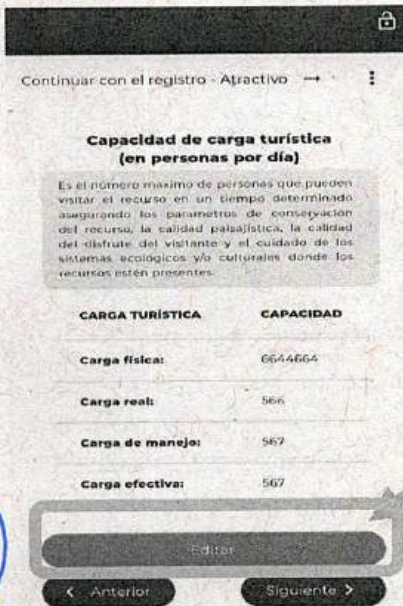 Continuar con el registro - Atractivo →
Capacidad de carga turística
(en personas por día)
Es el número máximo de personas que pueden
visitar el recurso en un tiempo determinado
asegurando los parámetros de conservación
del recurso, la calidad paisajística, la calidad
del disfrute del visitante y el cuidado de los
sistemas ecológicos y/o culturales donde los
recursos estén presentes.
CARGA TURÍSTICA CAPACIDAD
Carga física: 6644664
Carga real: 566
Carga de manejo: 567
Carga efectiva: 567
Editar
< Anterior Siguiente >